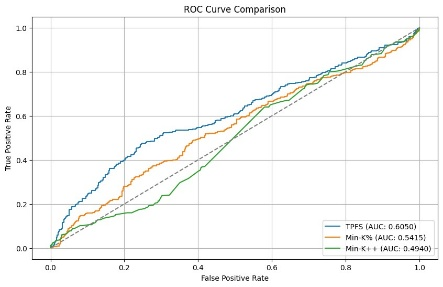 ROC Curve Comparison
True Positive Rate
1.0
0.8
0.6
0.4
0.2
0.0
TPFS (AUC: 0.6050)
Min-K% (AUC: 0.5415)
Min-K++ (AUC: 0.4940)
0.0 0.2 0.4 0.6 0.8 1.0
False Positive Rate